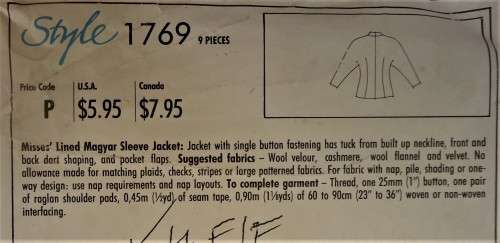 Style 1769 9 PIECES
Price Code U.S.A. Canada
P $5.95 $7.95
Misses' Lined Magyar Sleeve Jacket: Jacket with single button fastening has tuck from built up neckline, front and
back dart shaping, and pocket flaps. Suggested fabrics – Wool velour, cashmere, wool flannel and velvet. No
allowance made for matching plaids, checks, stripes or large patterned fabrics. For fabric with nap, pile, shading or one-
way design: use nap requirements and nap layouts. To complete garment – Thread, one 25mm (1") button, one pair
of raglon shoulder pads, 0,45m (½yd) of seam tape, 0,90m (1⅛yds) of 60 to 90cm (23" to 36") woven or non-woven
interfacing.